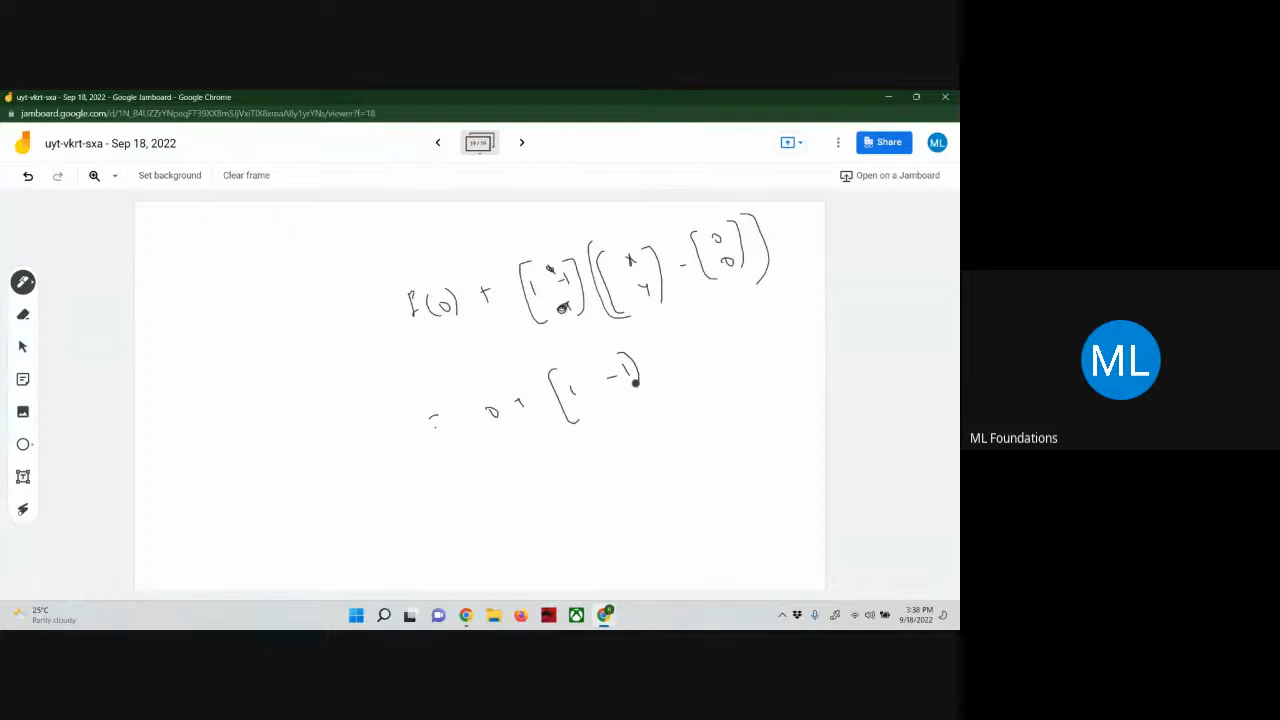 uyt-vkrt-sxa - Sep 18, 2022 - Google Jamboard - Google Chrome
uyt-vkrt-sxa - Sep 18, 2022
19 / 19
Share
ML
Set background
Clear frame
Open on a Jamboard
f(0) + [1 -1] ( [x y] - [0 0] )
= 0 + [1 -1]
ML
ML Foundations
25°C
Partly cloudy
3:38 PM
9/18/2022